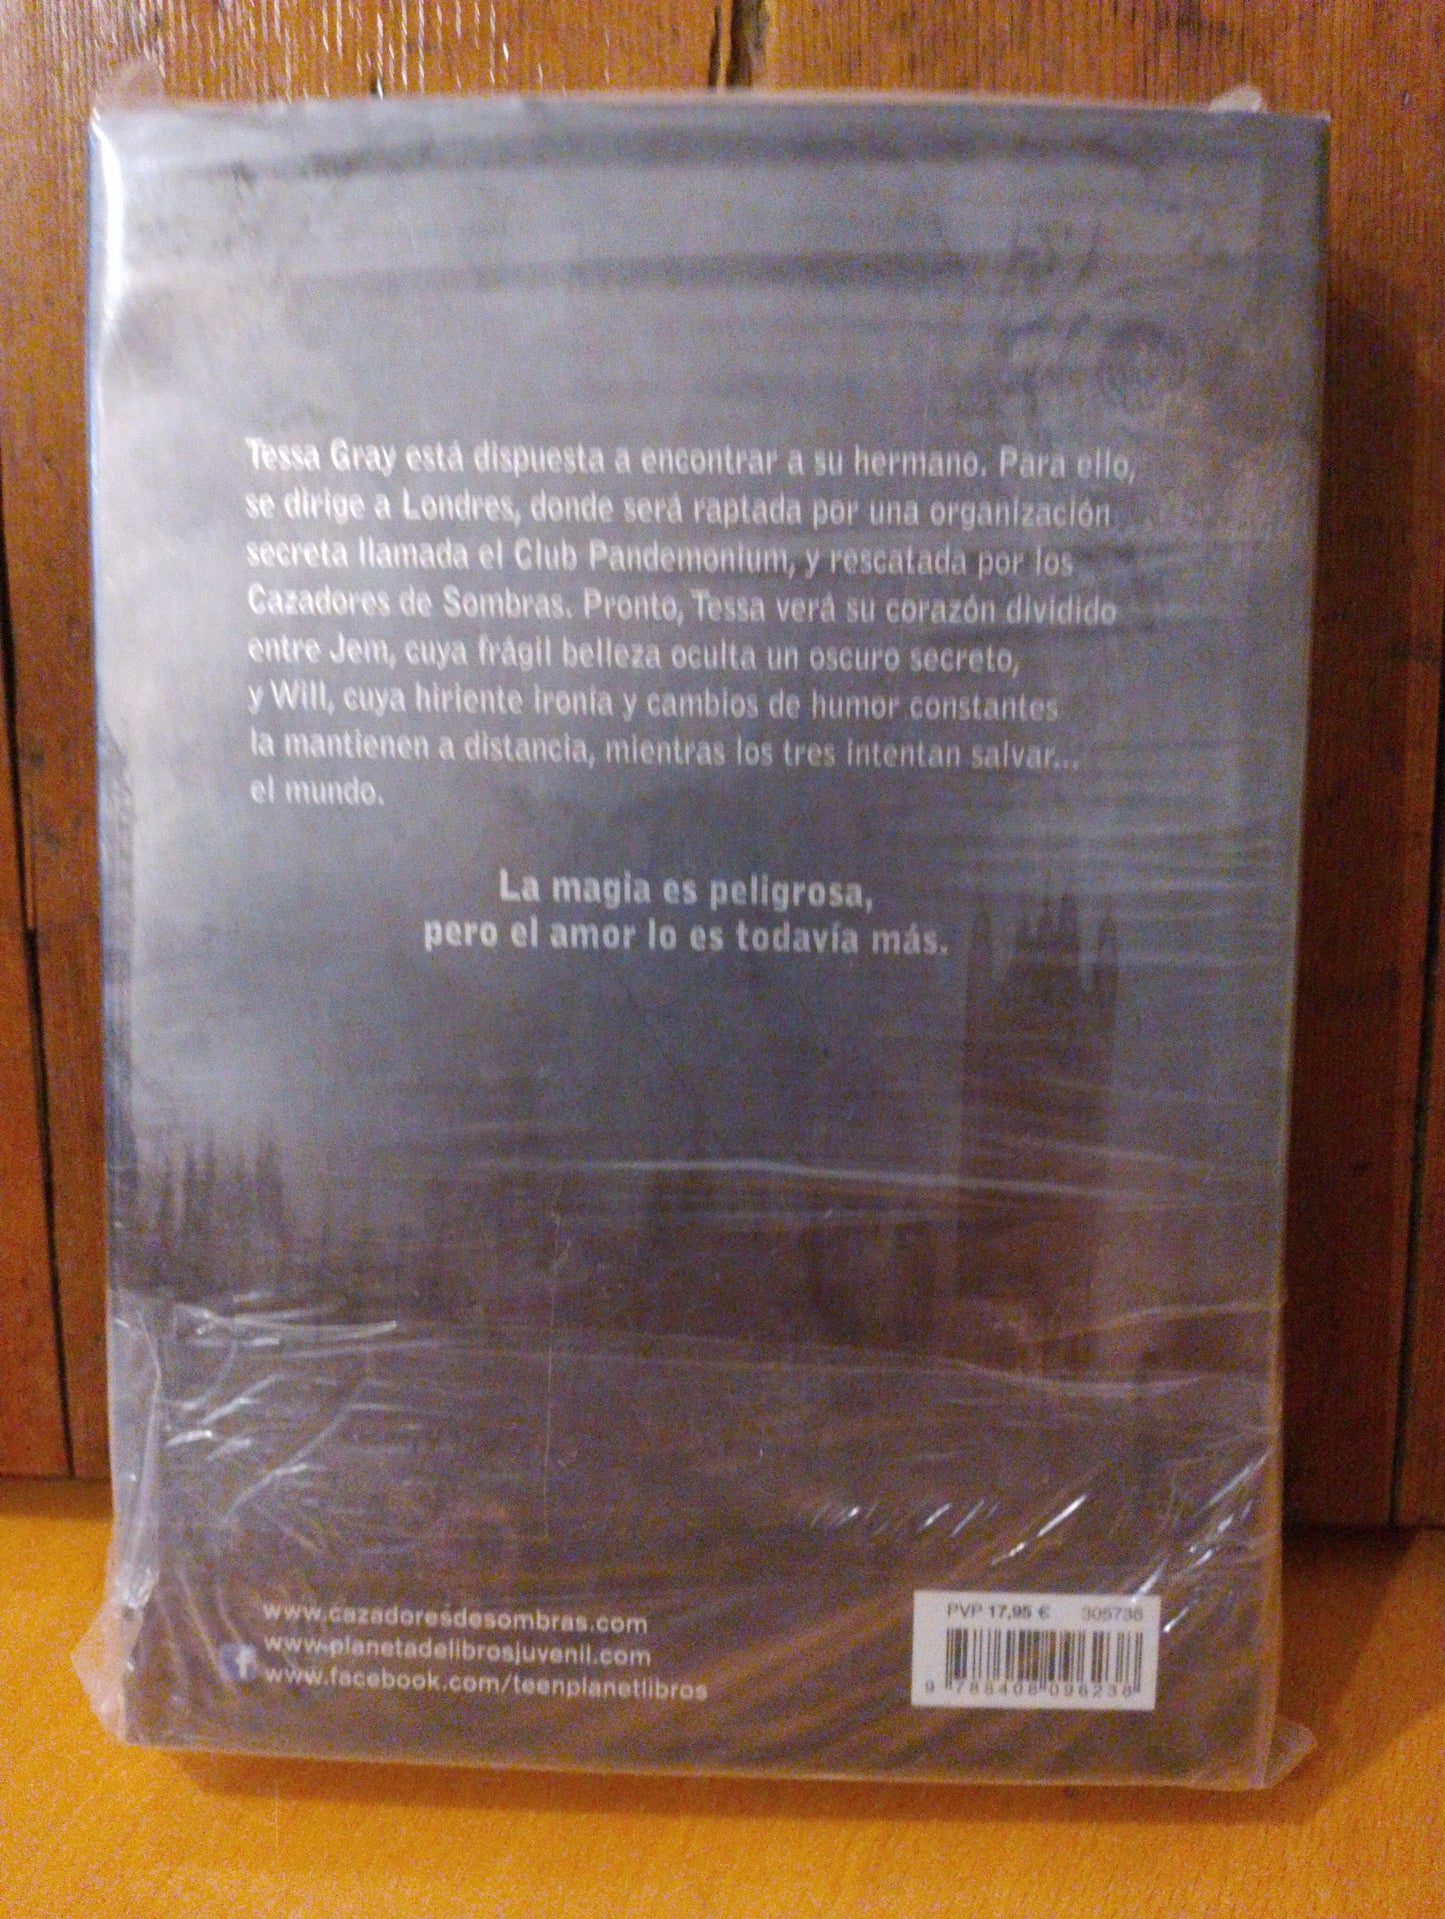 Tessa Gray está dispuesta a encontrar a su hermano. Para ello,
se dirige a Londres, donde será raptada por una organización
secreta llamada el Club Pandemonium, y rescatada por los
Cazadores de Sombras. Pronto, Tessa verá su corazón dividido
entre Jem, cuya frágil belleza oculta un oscuro secreto,
y Will, cuya hiriente ironía y cambios de humor constantes
la mantienen a distancia, mientras los tres intentan salvar...
el mundo.
La magia es peligrosa,
pero el amor lo es todavía más.
www.cazadoresdesombras.com
www.planetadelibrosjuvenil.com
f www.facebook.com/teenplanetlibros
PVP 17,95 € 305736
9 788408 096238